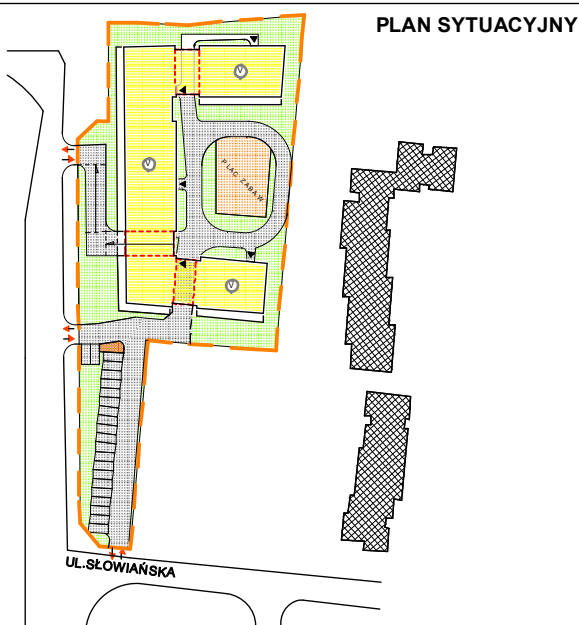 PLAN SYTUACYJNY
V
V
PLAC ZABAW
V
UL.SŁOWIAŃSKA